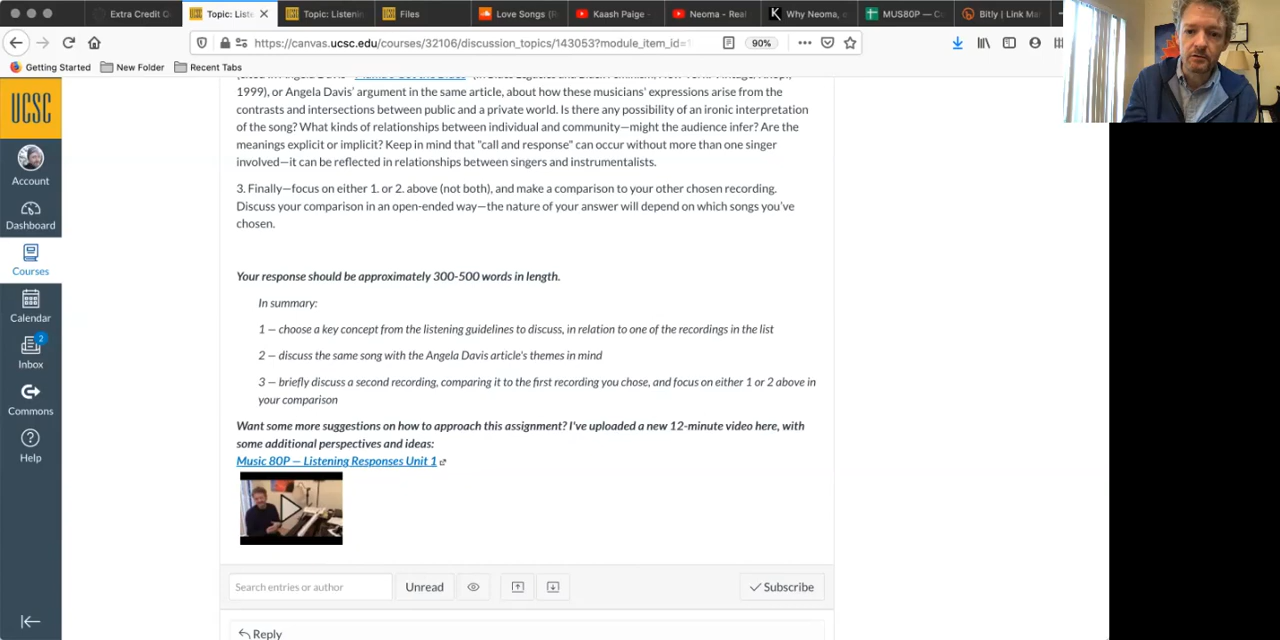 Extra Credit O
Topic: Liste
Topic: Listenin
Files
Love Songs (R
Kaash Paige -
Neoma - Real
Why Neoma, o
MUS80P — Co
Bitly | Link Ma
https://canvas.ucsc.edu/courses/32106/discussion_topics/143053?module_item_id=
90%
Getting Started
New Folder
Recent Tabs
UCSC
Account
Dashboard
Courses
Calendar
2
Inbox
Commons
Help
1999), or Angela Davis' argument in the same article, about how these musicians' expressions arise from the
contrasts and intersections between public and a private world. Is there any possibility of an ironic interpretation
of the song? What kinds of relationships between individual and community—might the audience infer? Are the
meanings explicit or implicit? Keep in mind that "call and response" can occur without more than one singer
involved—it can be reflected in relationships between singers and instrumentalists.
3. Finally—focus on either 1. or 2. above (not both), and make a comparison to your other chosen recording.
Discuss your comparison in an open-ended way—the nature of your answer will depend on which songs you've
chosen.
Your response should be approximately 300-500 words in length.
In summary:
1 — choose a key concept from the listening guidelines to discuss, in relation to one of the recordings in the list
2 — discuss the same song with the Angela Davis article's themes in mind
3 — briefly discuss a second recording, comparing it to the first recording you chose, and focus on either 1 or 2 above in
your comparison
Want some more suggestions on how to approach this assignment? I've uploaded a new 12-minute video here, with
some additional perspectives and ideas:
Music 80P — Listening Responses Unit 1
Search entries or author
Unread
Subscribe
Reply